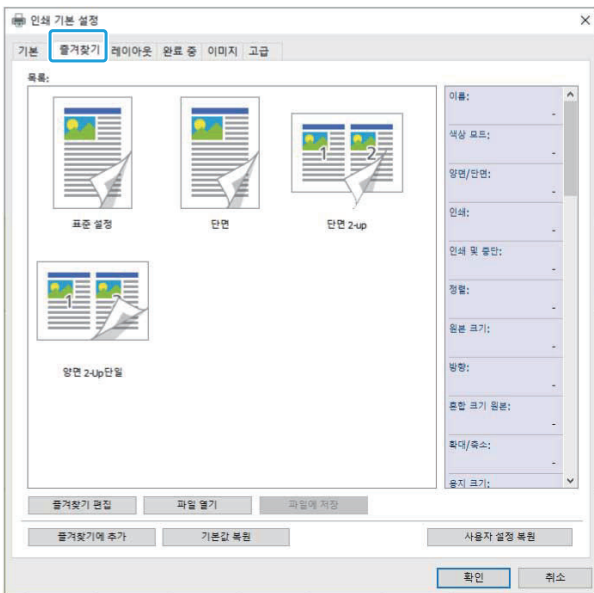 인쇄 기본 설정
기본 즐겨찾기 레이아웃 완료 중 이미지 고급
목록:
표준 설정
단면
1 2
단면 2-up
1 2
양면 2-Up단일
이름:
-
색상 모드:
-
양면/단면:
-
인쇄:
-
인쇄 및 중단:
-
정렬:
-
원본 크기:
-
방향:
-
혼합 크기 원본:
-
확대/축소:
-
용지 크기:
즐겨찾기 편집 파일 열기 파일에 저장
즐겨찾기에 추가 기본값 복원 사용자 설정 복원
확인 취소